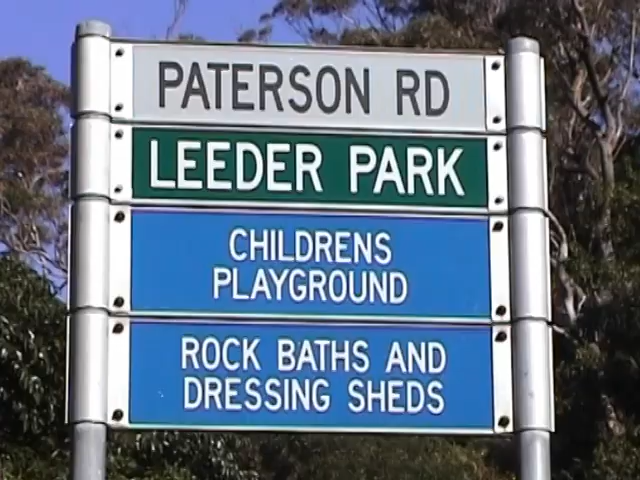 PATERSON RD
LEEDER PARK
CHILDRENS
PLAYGROUND
ROCK BATHS AND
DRESSING SHEDS